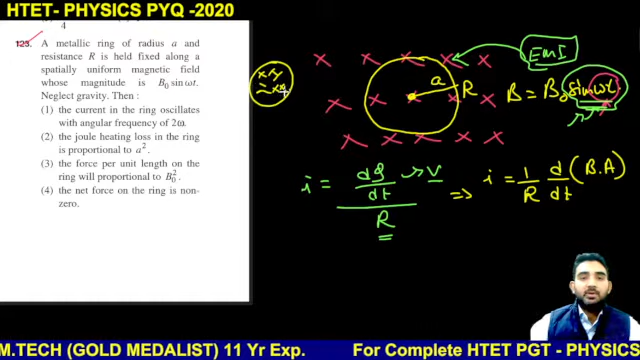 HTET- PHYSICS PYQ -2020
4
123. A metallic ring of radius a and
resistance R is held fixed along a
spatially uniform magnetic field
whose magnitude is B₀ sin ωt.
Neglect gravity. Then :
(1) the current in the ring oscillates
with angular frequency of 2ω.
(2) the joule heating loss in the
ring is proportional to a².
(3) the force per unit length on the
ring will proportional to B₀².
(4) the net force on the ring is non-
zero.
EmI
a
R
B = B₀ sin ωt
i = dφ/dt → V
R
⇒ i = 1/R d/dt (B.A)
M.TECH (GOLD MEDALIST) 11 Yr Exp. For Complete HTET PGT - PHYSICS